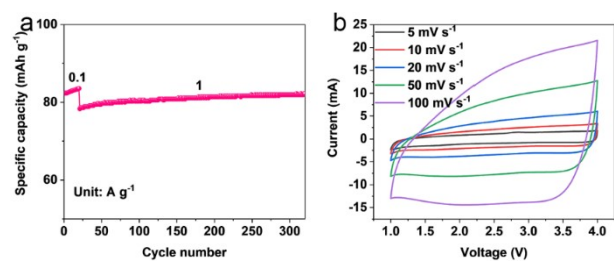 a
100
80
60
Specific capacity (mAh g-1)
0.1
1
Unit: A g-1
0 50 100 150 200 250 300
Cycle number
b
25
20
15
10
5
0
-5
-10
-15
Current (mA)
5 mV s-1
10 mV s-1
20 mV s-1
50 mV s-1
100 mV s-1
1.0 1.5 2.0 2.5 3.0 3.5 4.0
Voltage (V)